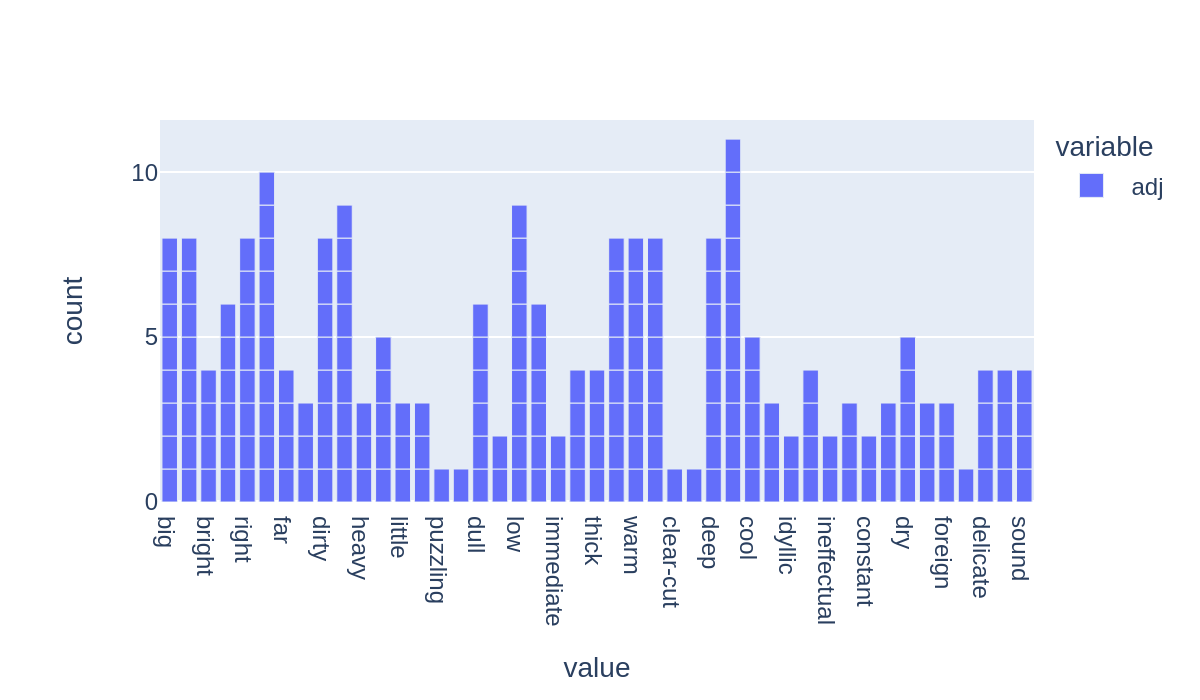 variable
adj
count
10
5
0
big
bright
right
far
dirty
heavy
little
puzzling
dull
low
immediate
thick
warm
clear-cut
deep
cool
idyllic
ineffectual
constant
dry
foreign
delicate
sound
value